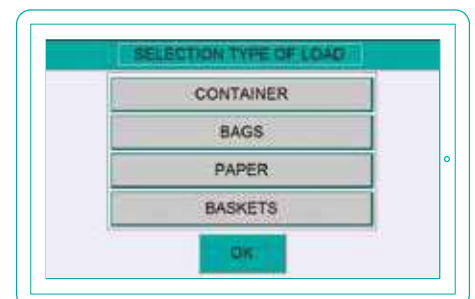 SELECTION TYPE OF LOAD
CONTAINER
BAGS
PAPER
BASKETS
OK